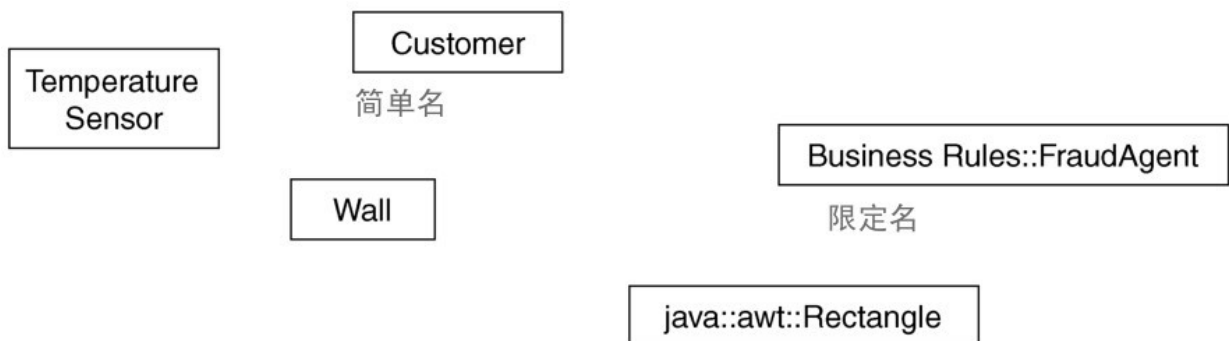 Customer
Temperature
Sensor
简单名
Business Rules::FraudAgent
Wall
限定名
java::awt::Rectangle